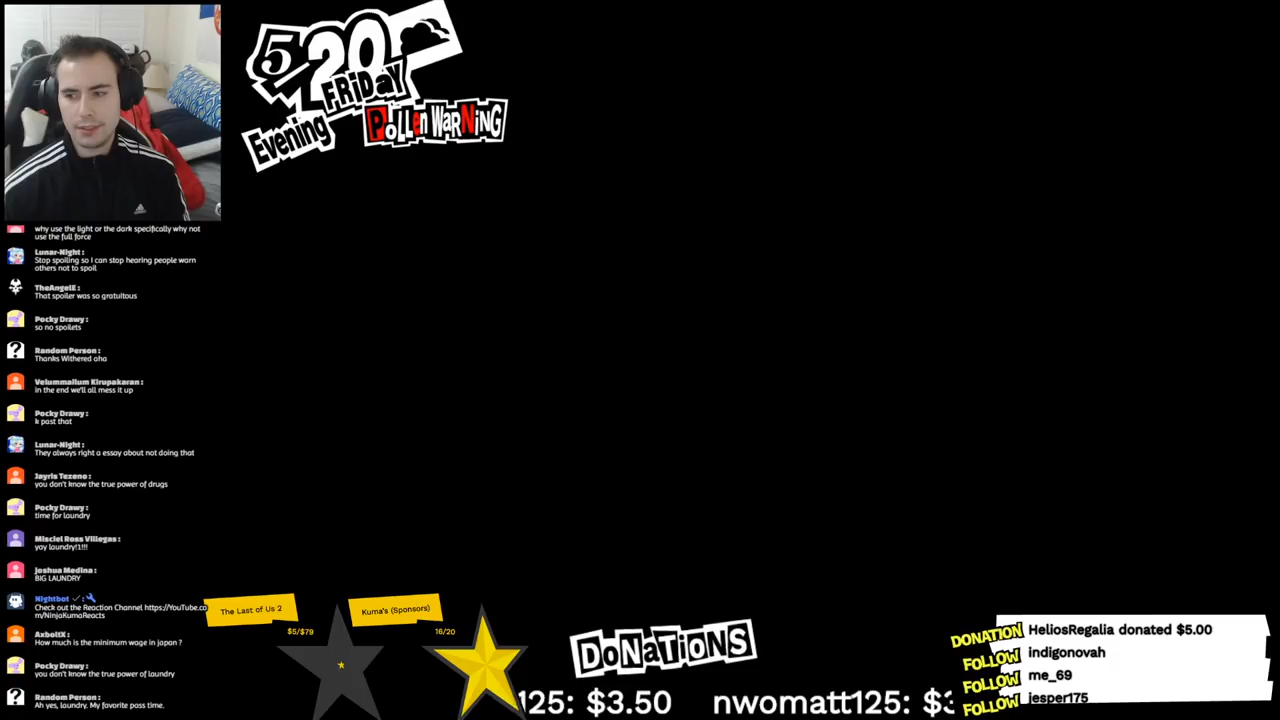 5/20
FRiDaY
Evening
POLLen WaRNiNG
why use the light or the dark specifically why not
use the full force
Lunar-Night :
Stop spoiling so I can stop hearing people warn
others not to spoil
TheAngelE :
That spoiler was so gratuitous
Pocky Drawy :
so no spoilets
Random Person :
Thanks Withered aha
Velummailum Kirupakaran :
in the end we'll all mess it up
Pocky Drawy :
k past that
Lunar-Night :
They always right a essay about not doing that
Jayris Tezeno :
you don't know the true power of drugs
Pocky Drawy :
time for laundry
Misciel Ross Villegas :
yay laundry!1!!!
joshua Medina :
BIG LAUNDRY
Nightbot :
Check out the Reaction Channel https://YouTube.co
m/NinjaKumaReacts
AxboltX :
How much is the minimum wage in japan ?
Pocky Drawy :
you don't know the true power of laundry
Random Person :
Ah yes, laundry. My favorite pass time.
adidas
The Last of Us 2
$5/$79
Kuma's (Sponsors)
16/20
DoNaTiONS
125: $3.50 nwomatt125: $3
DONATION HeliosRegalia donated $5.00
FOLLOW indigonovah
FOLLOW me_69
FOLLOW jesper175